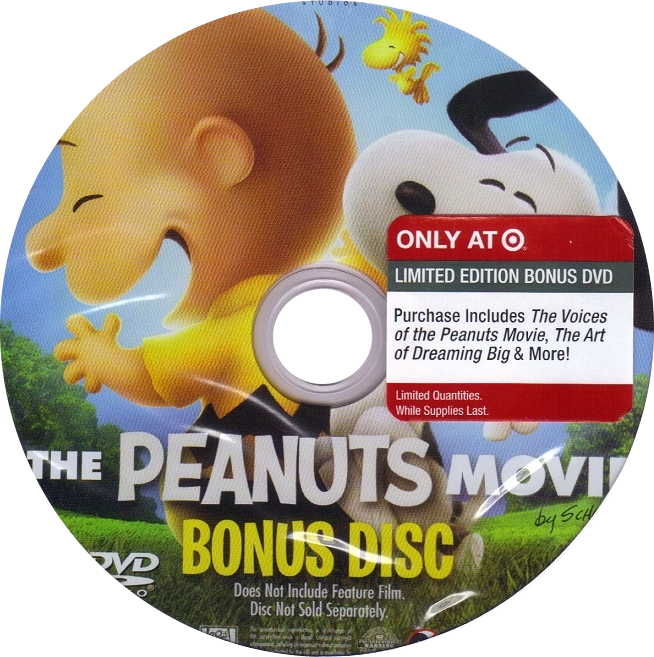 STUDIOS
ONLY AT
LIMITED EDITION BONUS DVD
Purchase Includes The Voices
of the Peanuts Movie, The Art
of Dreaming Big & More!
Limited Quantities.
While Supplies Last.
THE PEANUTS MOVI
by SCH
BONUS DISC
DVD
Does Not Include Feature Film.
Disc Not Sold Separately.
WARNING